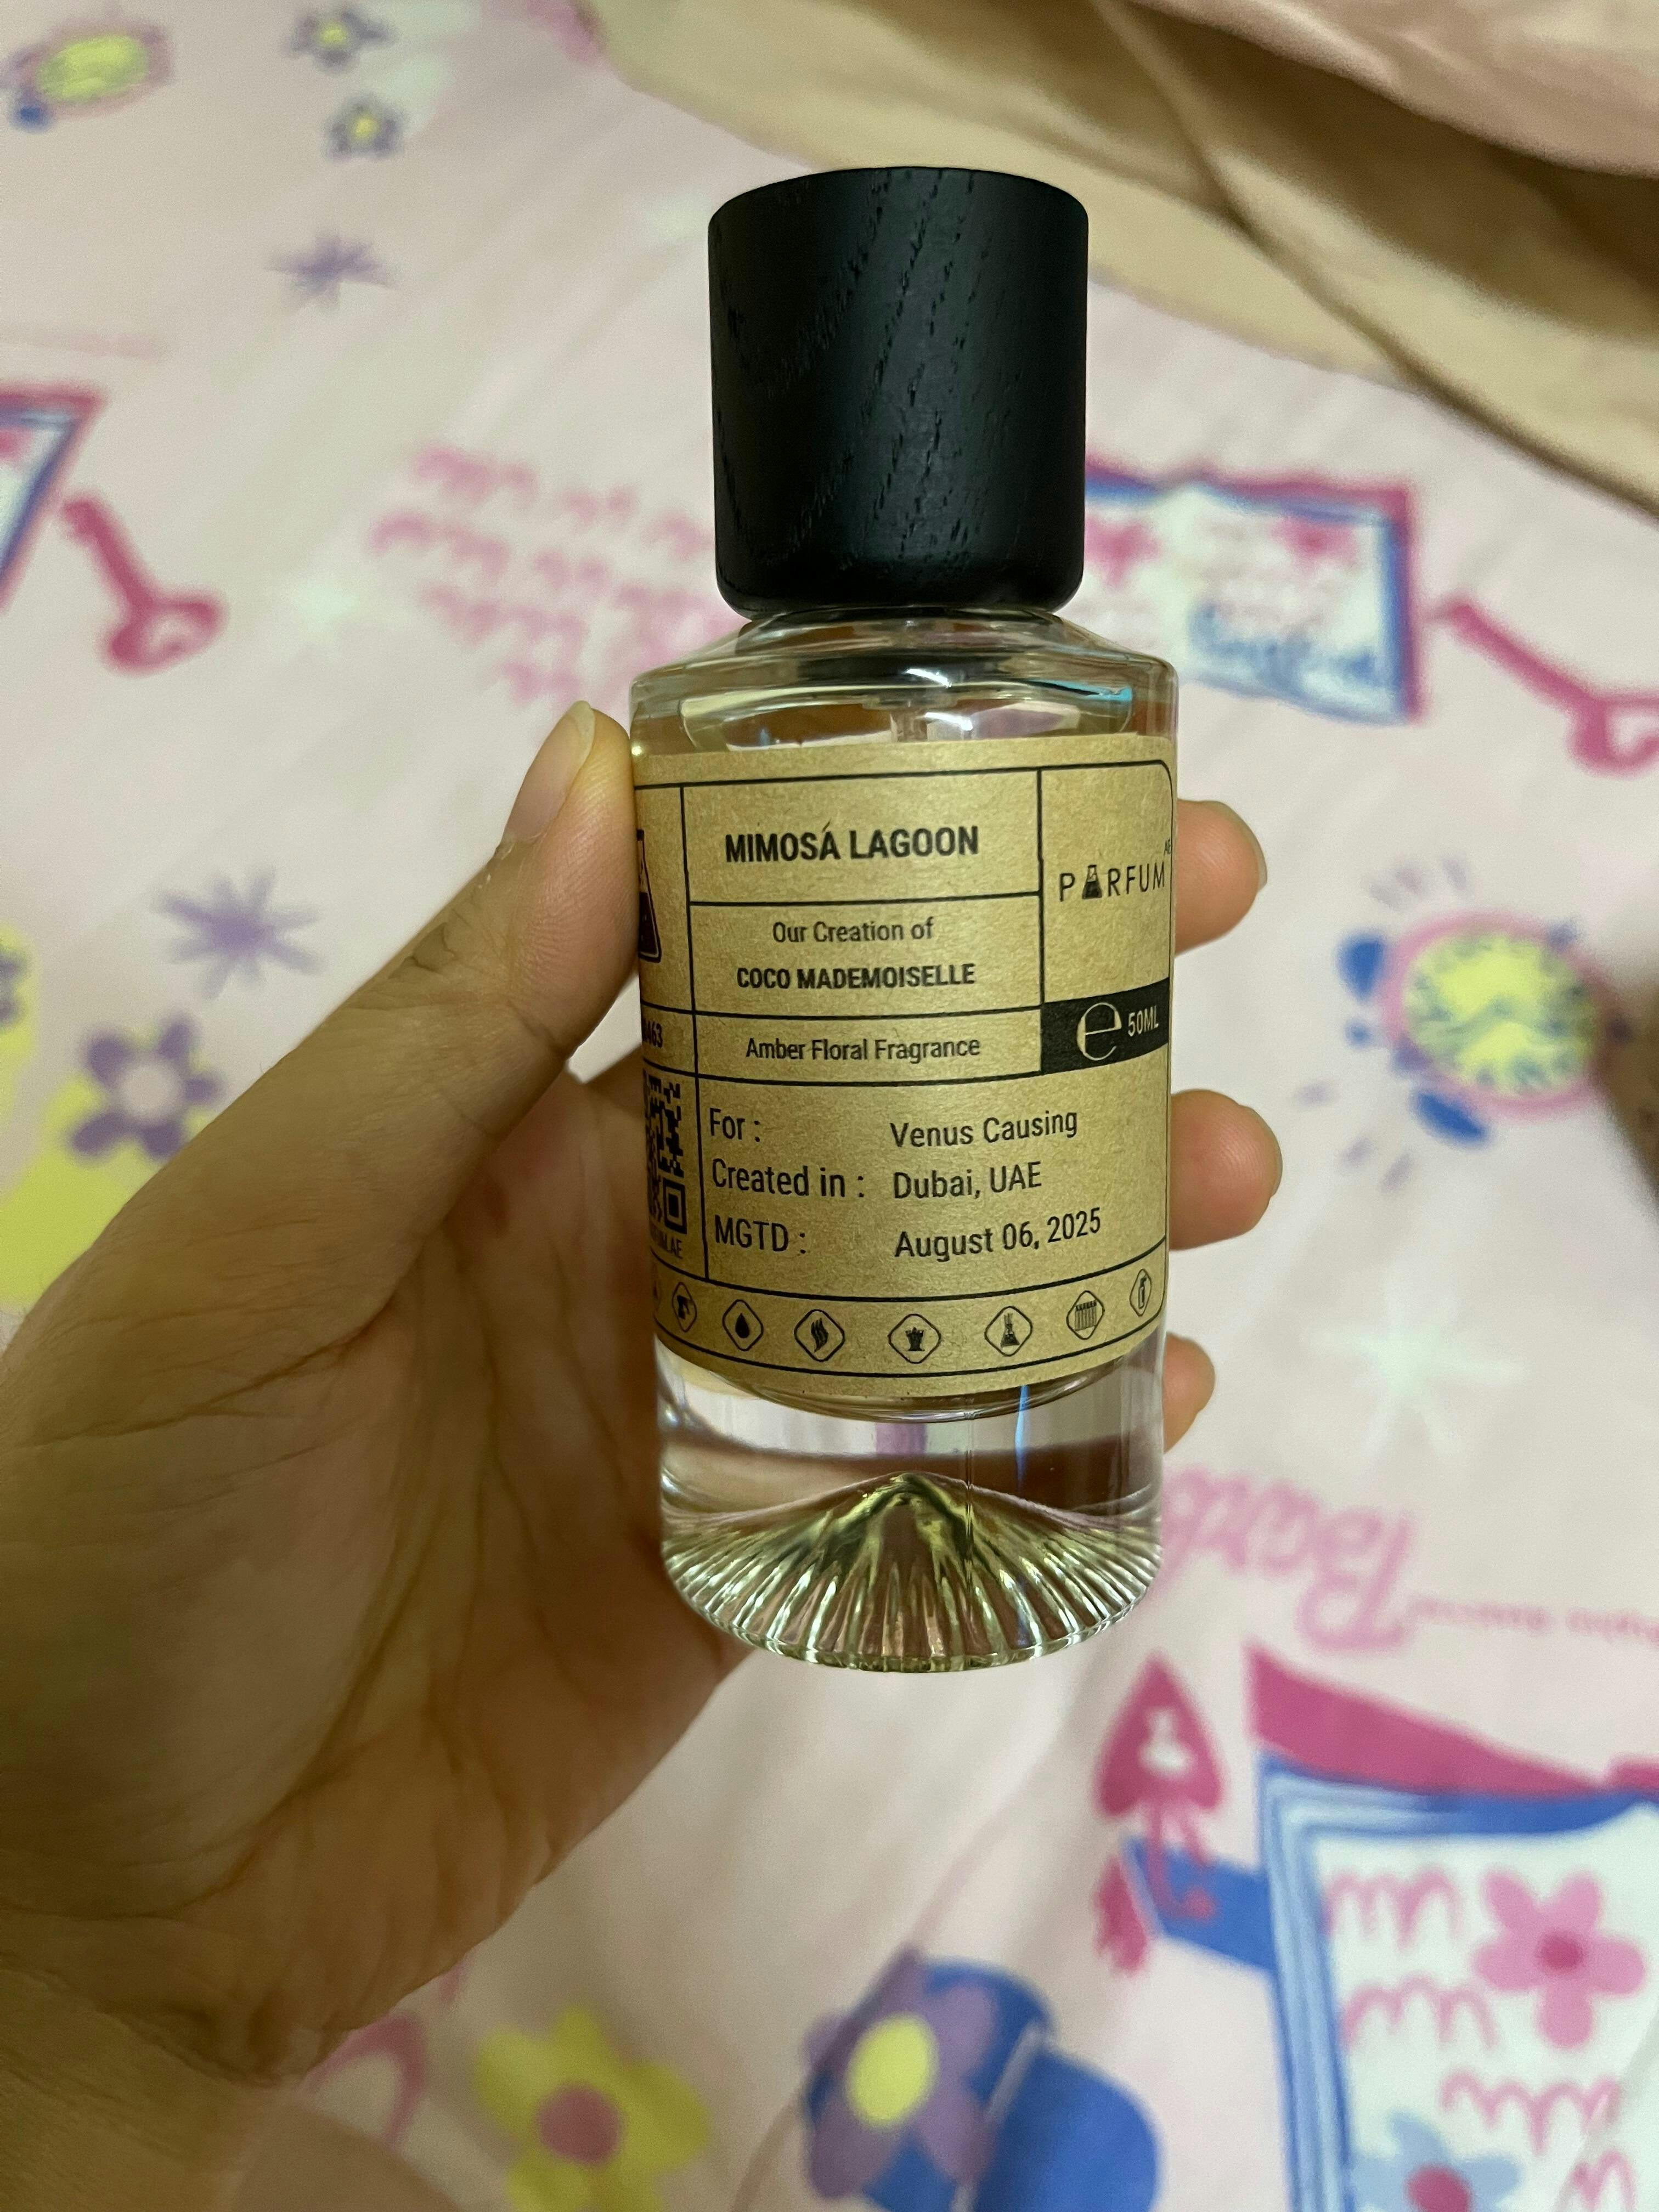 MIMOSÁ LAGOON
PARFUM
AE
Our Creation of
COCO MADEMOISELLE
e 50ML
Amber Floral Fragrance
For : Venus Causing
Created in : Dubai, UAE
MGTD : August 06, 2025